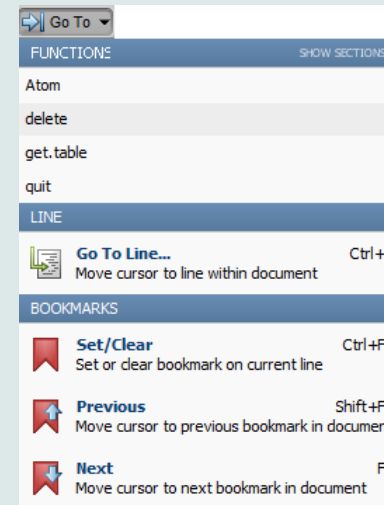 Go To
FUNCTIONS SHOW SECTIONS
Atom
delete
get.table
quit
LINE
Go To Line... Ctrl+
Move cursor to line within document
BOOKMARKS
Set/Clear Ctrl+F
Set or clear bookmark on current line
Previous Shift+F
Move cursor to previous bookmark in documen
Next F
Move cursor to next bookmark in document